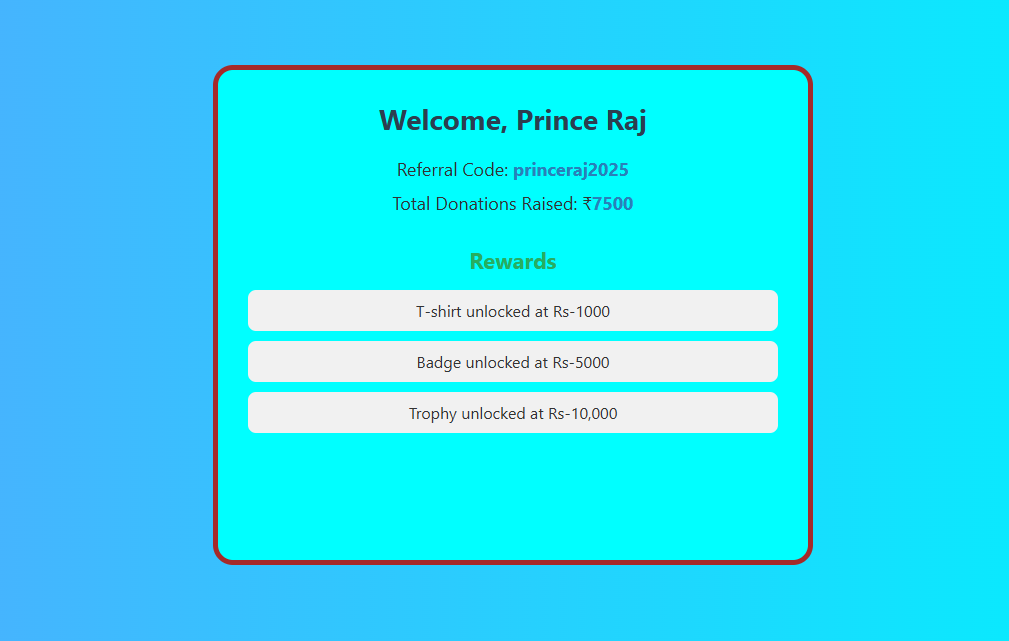 Welcome, Prince Raj
Referral Code: princeraj2025
Total Donations Raised: ₹7500
Rewards
T-shirt unlocked at Rs-1000
Badge unlocked at Rs-5000
Trophy unlocked at Rs-10,000